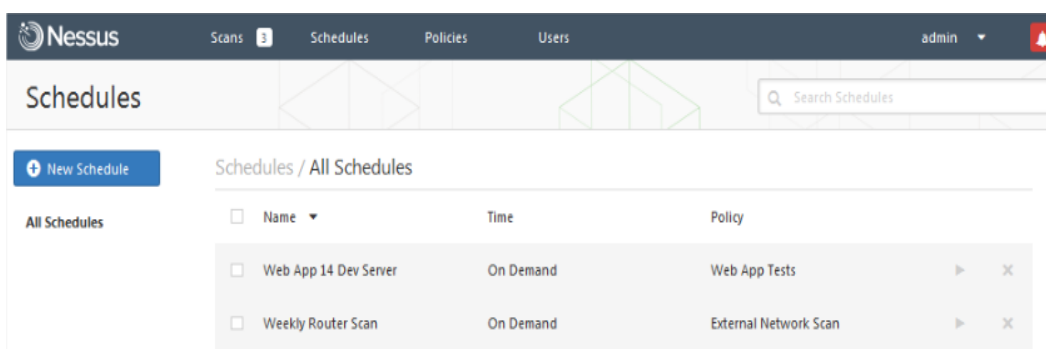 Nessus Scans 3 Schedules Policies Users admin
Schedules Search Schedules
New Schedule Schedules / All Schedules
All Schedules Name Time Policy
Web App 14 Dev Server On Demand Web App Tests
Weekly Router Scan On Demand External Network Scan